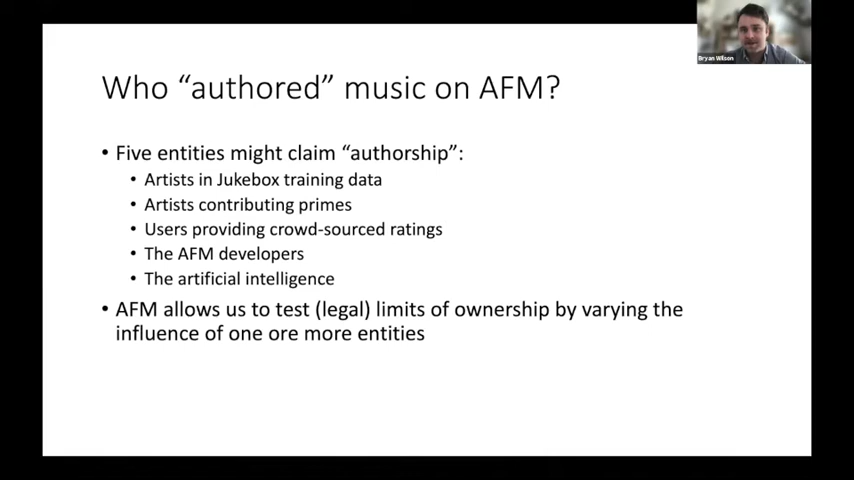 Bryan Wilson
Who “authored” music on AFM?
• Five entities might claim “authorship”:
• Artists in Jukebox training data
• Artists contributing primes
• Users providing crowd-sourced ratings
• The AFM developers
• The artificial intelligence
• AFM allows us to test (legal) limits of ownership by varying the
influence of one ore more entities